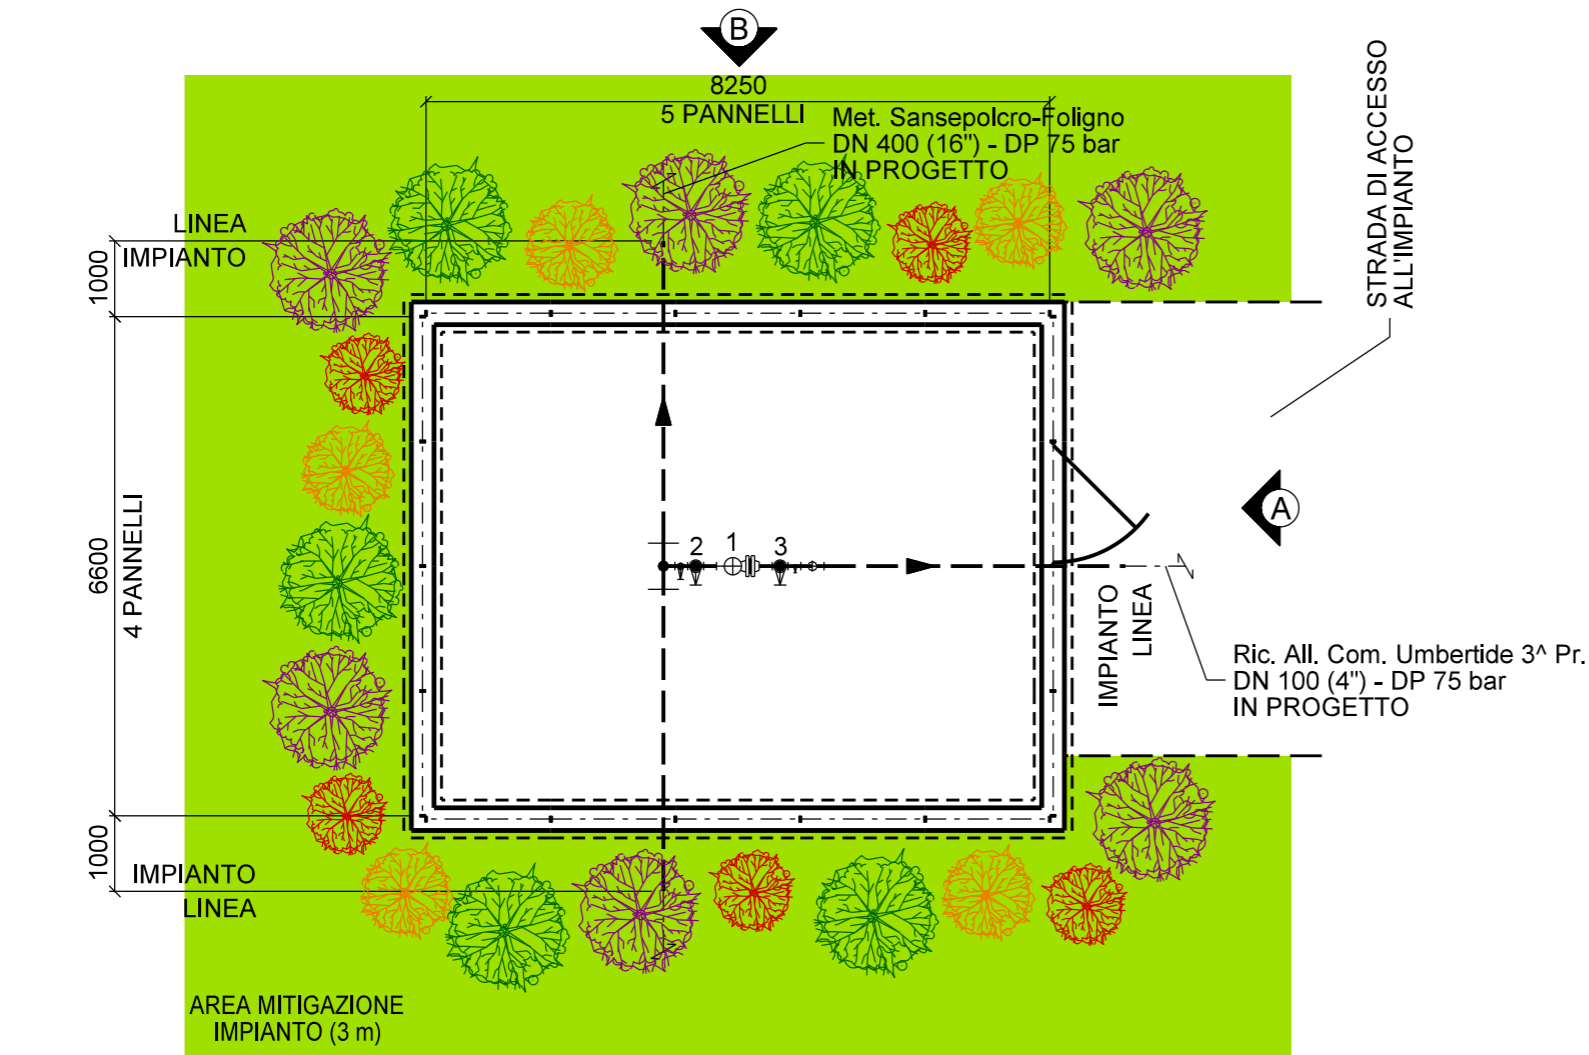 B
8250
5 PANNELLI
Met. Sansepolcro-Foligno
DN 400 (16") - DP 75 bar
IN PROGETTO
STRADA DI ACCESSO
ALL'IMPIANTO
LINEA
IMPIANTO
1000
6600
4 PANNELLI
1000
2
1
3
A
IMPIANTO
LINEA
Ric. All. Com. Umbertide 3^ Pr.
DN 100 (4") - DP 75 bar
IN PROGETTO
IMPIANTO
LINEA
AREA MITIGAZIONE
IMPIANTO (3 m)